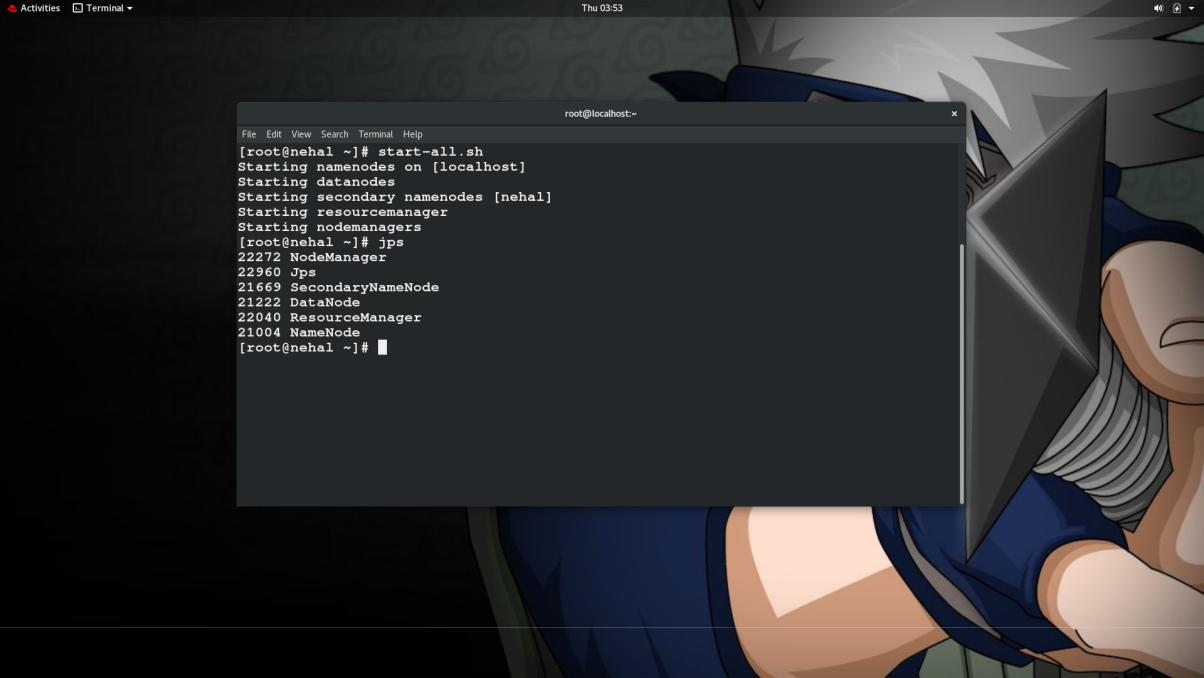 Activities Terminal Thu 03:53
root@localhost:~ ×
File Edit View Search Terminal Help
[root@nehal ~]# start-all.sh
Starting namenodes on [localhost]
Starting datanodes
Starting secondary namenodes [nehal]
Starting resourcemanager
Starting nodemanagers
[root@nehal ~]# jps
22272 NodeManager
22960 Jps
21669 SecondaryNameNode
21222 DataNode
22040 ResourceManager
21004 NameNode
[root@nehal ~]#